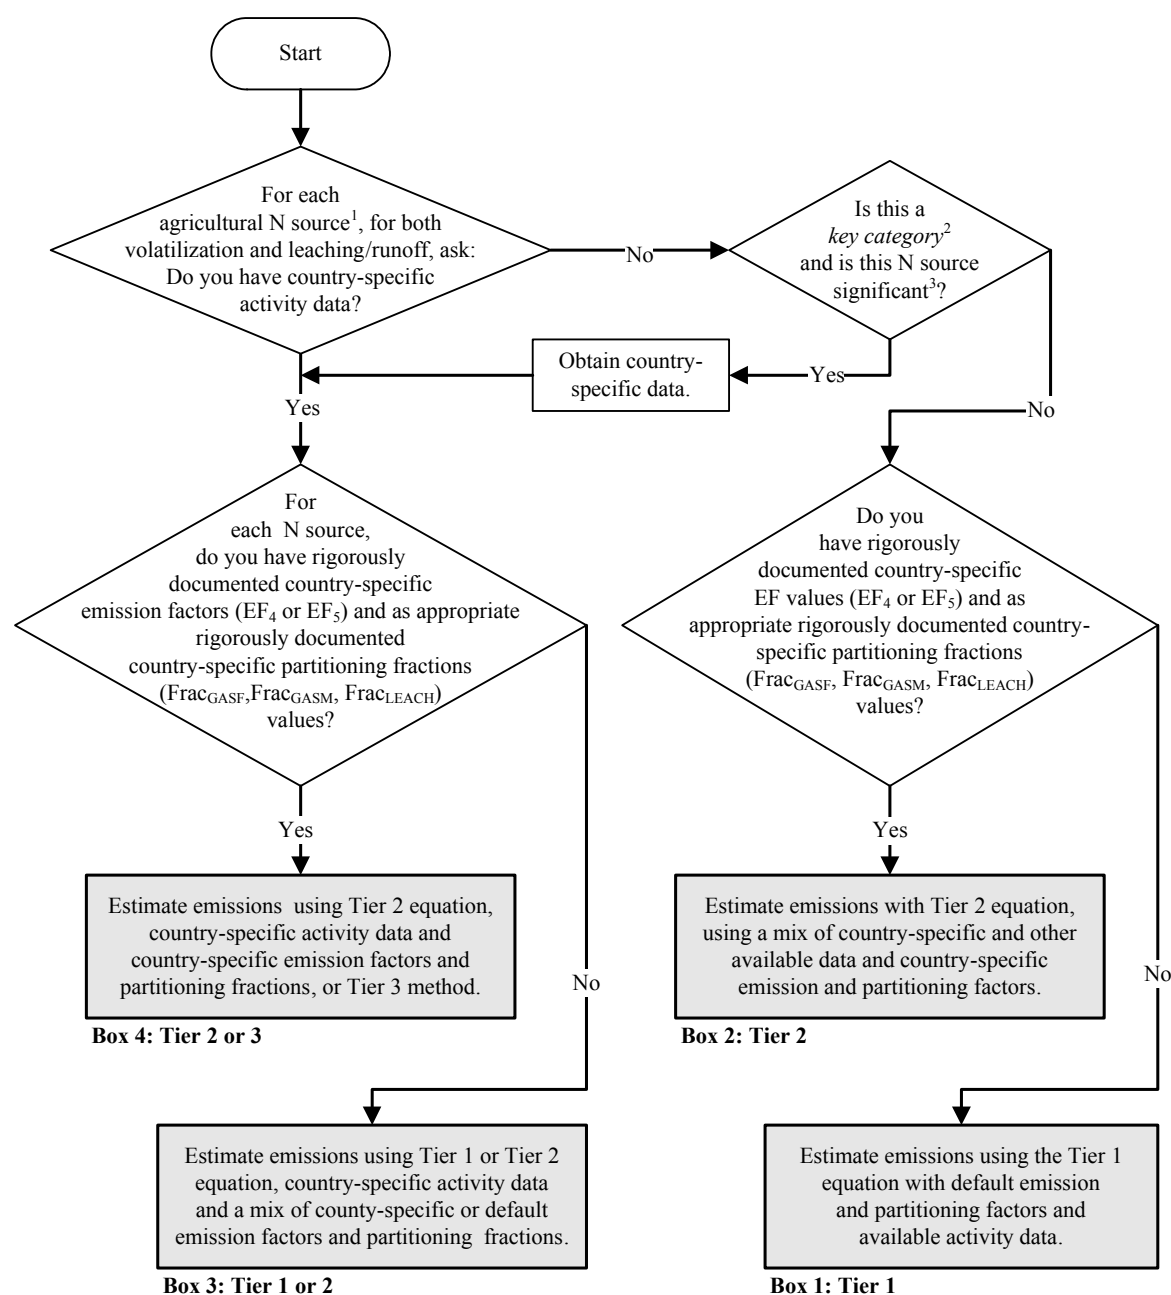 Start
For each
agricultural N source1, for both
volatilization and leaching/runoff, ask:
Do you have country-specific
activity data?
No
Is this a
key category2
and is this N source
significant3?
Obtain country-
specific data.
Yes
No
Yes
For
each N source,
do you have rigorously
documented country-specific
emission factors (EF4 or EF5) and as appropriate
rigorously documented
country-specific partitioning fractions
(FracGASF,FracGASM, FracLEACH)
values?
Do you
have rigorously
documented country-specific
EF values (EF4 or EF5) and as
appropriate rigorously documented country-
specific partitioning fractions
(FracGASF, FracGASM, FracLEACH)
values?
Yes
Yes
Estimate emissions using Tier 2 equation,
country-specific activity data and
country-specific emission factors and
partitioning fractions, or Tier 3 method.
No
Box 4: Tier 2 or 3
Estimate emissions with Tier 2 equation,
using a mix of country-specific and other
available data and country-specific
emission and partitioning factors.
No
Box 2: Tier 2
Estimate emissions using Tier 1 or Tier 2
equation, country-specific activity data
and a mix of county-specific or default
emission factors and partitioning fractions.
Box 3: Tier 1 or 2
Estimate emissions using the Tier 1
equation with default emission
and partitioning factors and
available activity data.
Box 1: Tier 1